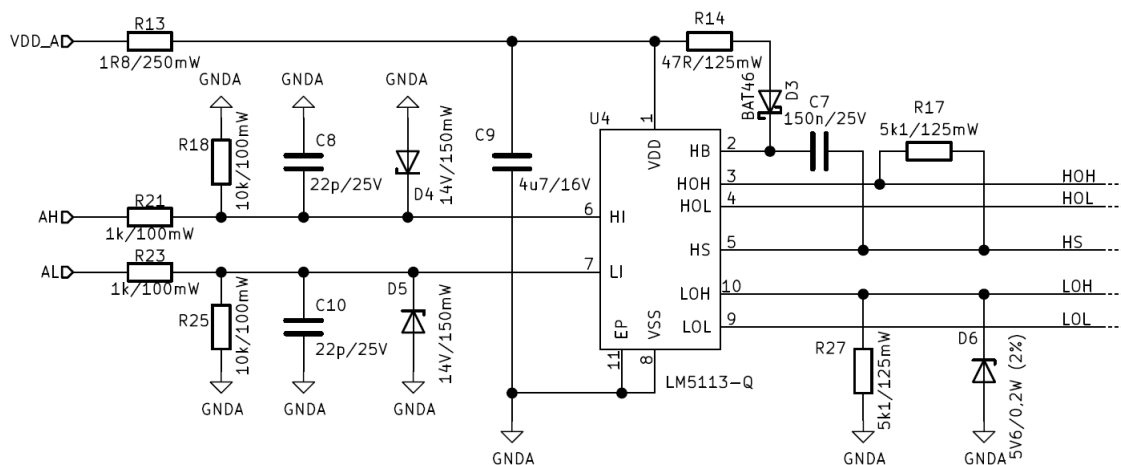 R13
VDD_A
1R8/250mW
R14
47R/125mW
BAT46
D3
C7
150n/25V
R17
5k1/125mW
GNDA
GNDA
GNDA
R18
10k/100mW
C8
22p/25V
D4
14V/150mW
C9
4u7/16V
U4
1
VDD
HB
2
HOH
3
HOH
HOL
4
HOL
AH
R21
1k/100mW
6
HI
HS
5
HS
AL
R23
1k/100mW
7
LI
LOH
10
LOH
LOL
9
LOL
R25
10k/100mW
C10
22p/25V
D5
14V/150mW
EP
VSS
11
8
LM5113-Q
R27
5k1/125mW
D6
5V6/0,2W (2%)
GNDA
GNDA
GNDA
GNDA
GNDA
GNDA